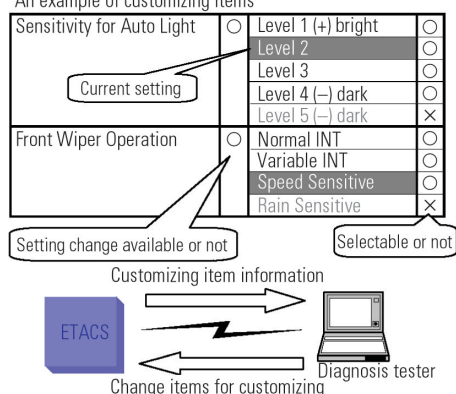 An example of customizing items
Sensitivity for Auto Light ○ Level 1 (+) bright ○
Level 2 ○
Level 3 ○
Current setting
Level 4 (–) dark ○
Level 5 (–) dark ×
Front Wiper Operation ○ Normal INT ○
Variable INT ○
Speed Sensitive ○
Rain Sensitive ×
Setting change available or not
Selectable or not
Customizing item information
ETACS
Diagnosis tester
Change items for customizing